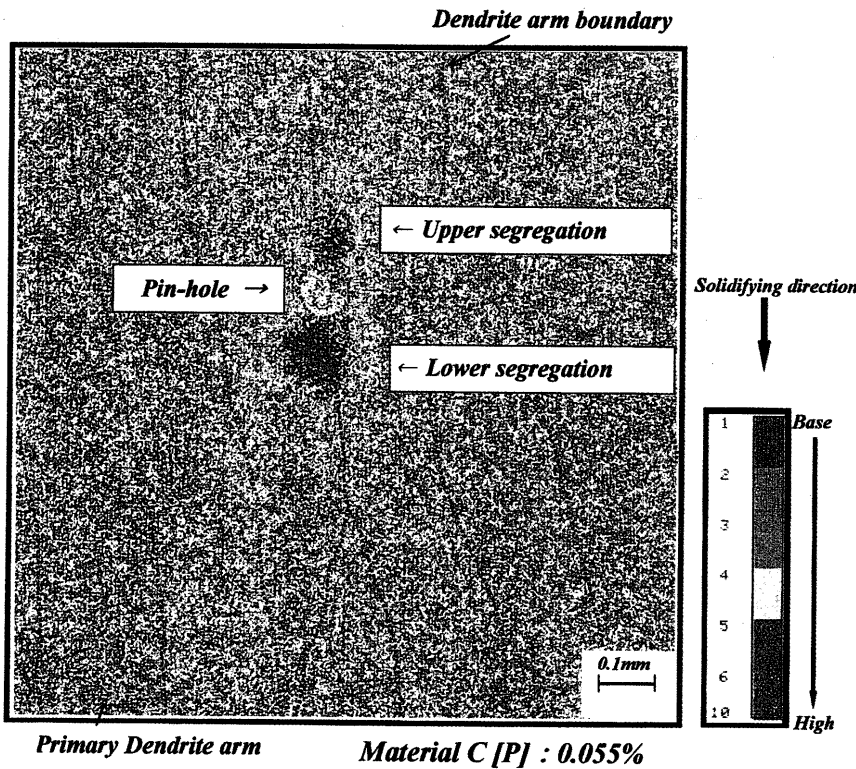 Dendrite arm boundary
← Upper segregation
Pin-hole →
← Lower segregation
Solidifying direction
1
Base
2
3
4
5
6
10
High
0.1mm
Primary Dendrite arm
Material C [P] : 0.055%